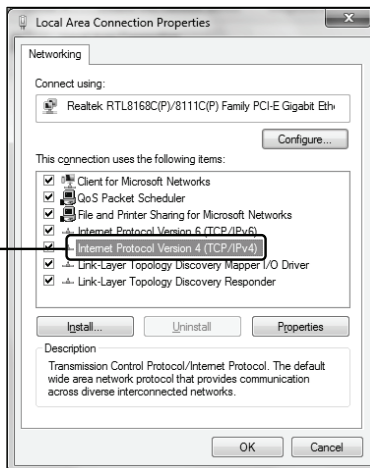 Local Area Connection Properties
Networking
Connect using:
Realtek RTL8168C(P)/8111C(P) Family PCI-E Gigabit Eth
Configure...
This connection uses the following items:
Client for Microsoft Networks
QoS Packet Scheduler
File and Printer Sharing for Microsoft Networks
Internet Protocol Version 6 (TCP/IPv6)
Internet Protocol Version 4 (TCP/IPv4)
Link-Layer Topology Discovery Mapper I/O Driver
Link-Layer Topology Discovery Responder
Install...
Uninstall
Properties
Description
Transmission Control Protocol/Internet Protocol. The default
wide area network protocol that provides communication
across diverse interconnected networks.
OK
Cancel